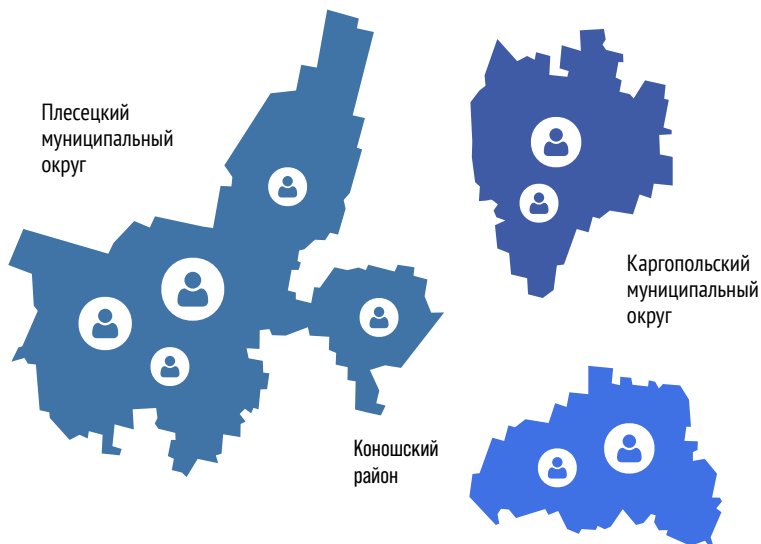 Плесецкий
муниципальный
округ
Каргопольский
муниципальный
округ
Коношский
район